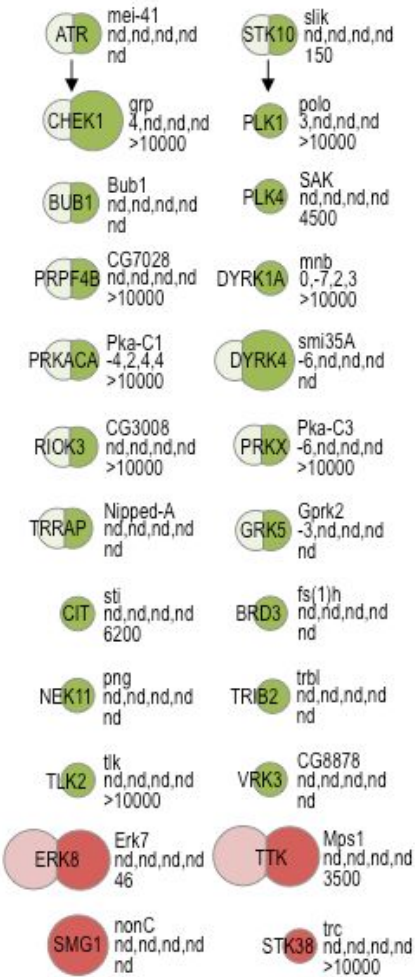 ATR
mei-41
nd,nd,nd,nd
nd
STK10
slik
nd,nd,nd,nd
150
CHEK1
grp
4,nd,nd,nd
>10000
PLK1
polo
3,nd,nd,nd
>10000
BUB1
Bub1
nd,nd,nd,nd
nd
PLK4
SAK
nd,nd,nd,nd
4500
PRPF4B
CG7028
nd,nd,nd,nd
>10000
DYRK1A
mnb
0,-7,2,3
>10000
PRKACA
Pka-C1
-4,2,4,4
>10000
DYRK4
smi35A
-6,nd,nd,nd
nd
RIOK3
CG3008
nd,nd,nd,nd
>10000
PRKX
Pka-C3
-6,nd,nd,nd
>10000
TRRAP
Nipped-A
nd,nd,nd,nd
nd
GRK5
Gprk2
-3,nd,nd,nd
nd
CIT
sti
nd,nd,nd,nd
6200
BRD3
fs(1)h
nd,nd,nd,nd
nd
NEK11
png
nd,nd,nd,nd
nd
TRIB2
trbl
nd,nd,nd,nd
nd
TLK2
tlk
nd,nd,nd,nd
>10000
VRK3
CG8878
nd,nd,nd,nd
nd
ERK8
Erk7
nd,nd,nd,nd
46
TTK
Mps1
nd,nd,nd,nd
3500
SMG1
nonC
nd,nd,nd,nd
nd
STK38
trc
nd,nd,nd,nd
>10000